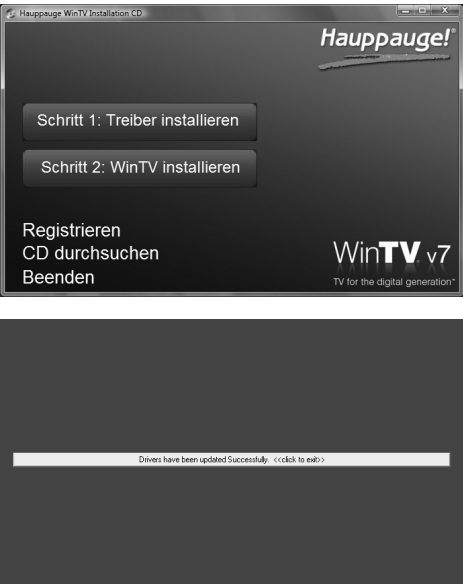 Hauppauge WinTV Installation CD
Hauppauge!®
Schritt 1: Treiber installieren
Schritt 2: WinTV installieren
Registrieren
CD durchsuchen
Beenden
WinTV® v7
TV for the digital generation™
Drivers have been updated Successfully. <<click to exit>>